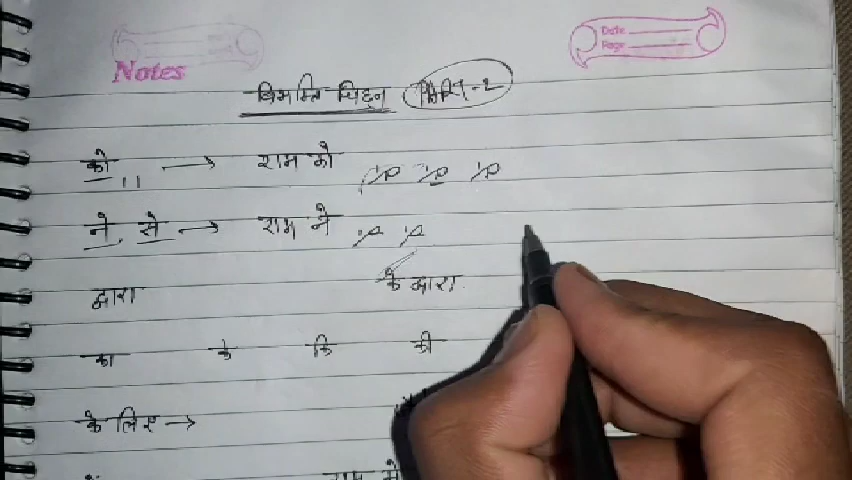 Notes
Date
Page
विभक्ति चिह्न
को → राम को
ने, से → राम ने
द्वारा के द्वारा
का के कि की
के लिए →